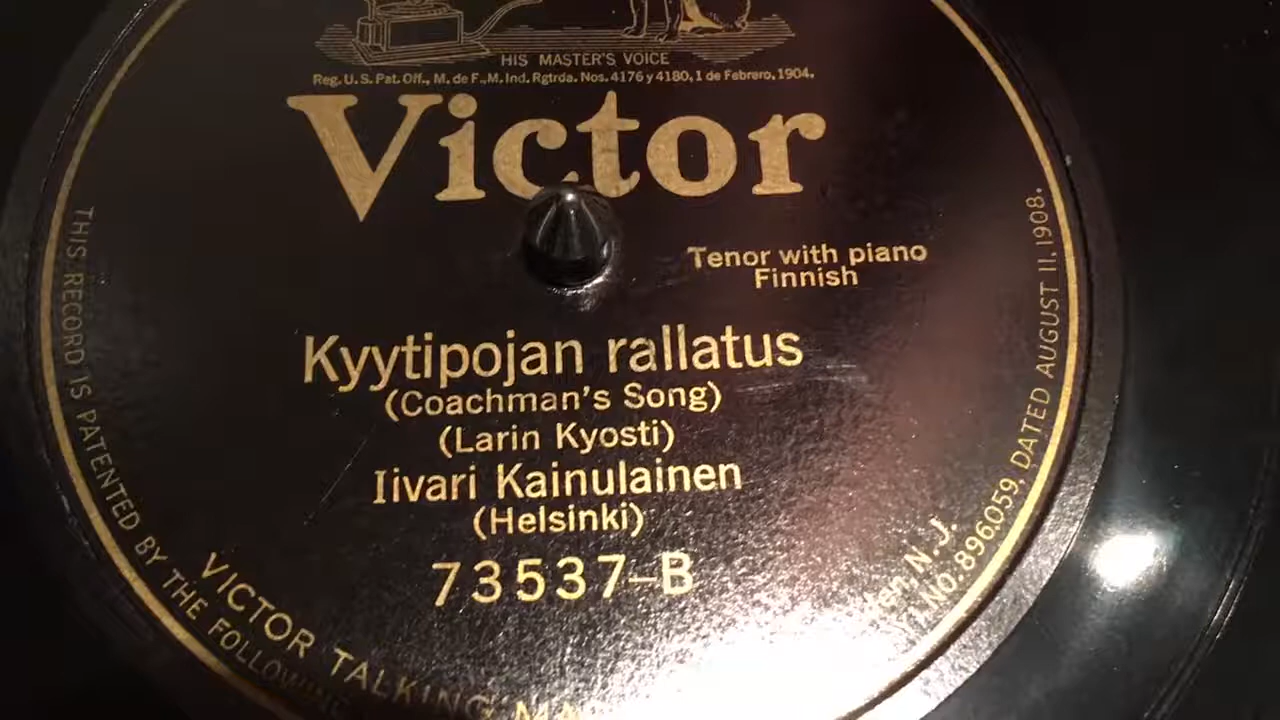 HIS MASTER'S VOICE
Reg. U.S. Pat. Off., M. de F., M. Ind. Rgtrda. Nos. 4176 y 4180, 1 de Febrero, 1904.
Victor
Tenor with piano
Finnish
Kyytipojan rallatus
(Coachman's Song)
(Larin Kyosti)
Iivari Kainulainen
(Helsinki)
73537-B
VICTOR TALKING N. J.
THIS RECORD IS PATENTED BY THE FOLLOWING NO. 896,059, DATED AUGUST 11, 1908.